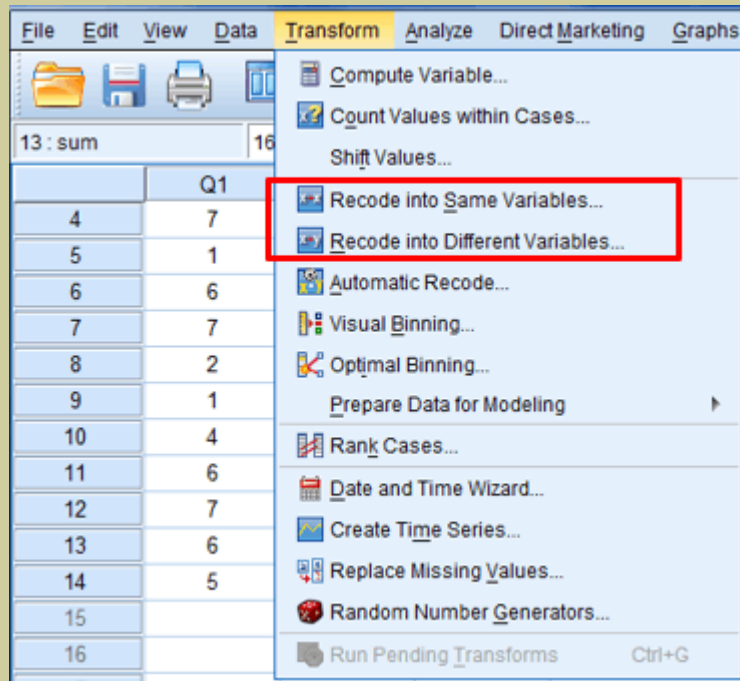 File Edit View Data Transform Analyze Direct Marketing Graphs
Compute Variable...
Count Values within Cases...
13 : sum 16
Shift Values...
Q1
Recode into Same Variables...
4 7
Recode into Different Variables...
5 1
6 6
Automatic Recode...
7 7
Visual Binning...
8 2
Optimal Binning...
9 1
Prepare Data for Modeling
10 4
Rank Cases...
11 6
Date and Time Wizard...
12 7
Create Time Series...
13 6
Replace Missing Values...
14 5
Random Number Generators...
15
16
Run Pending Transforms Ctrl+G